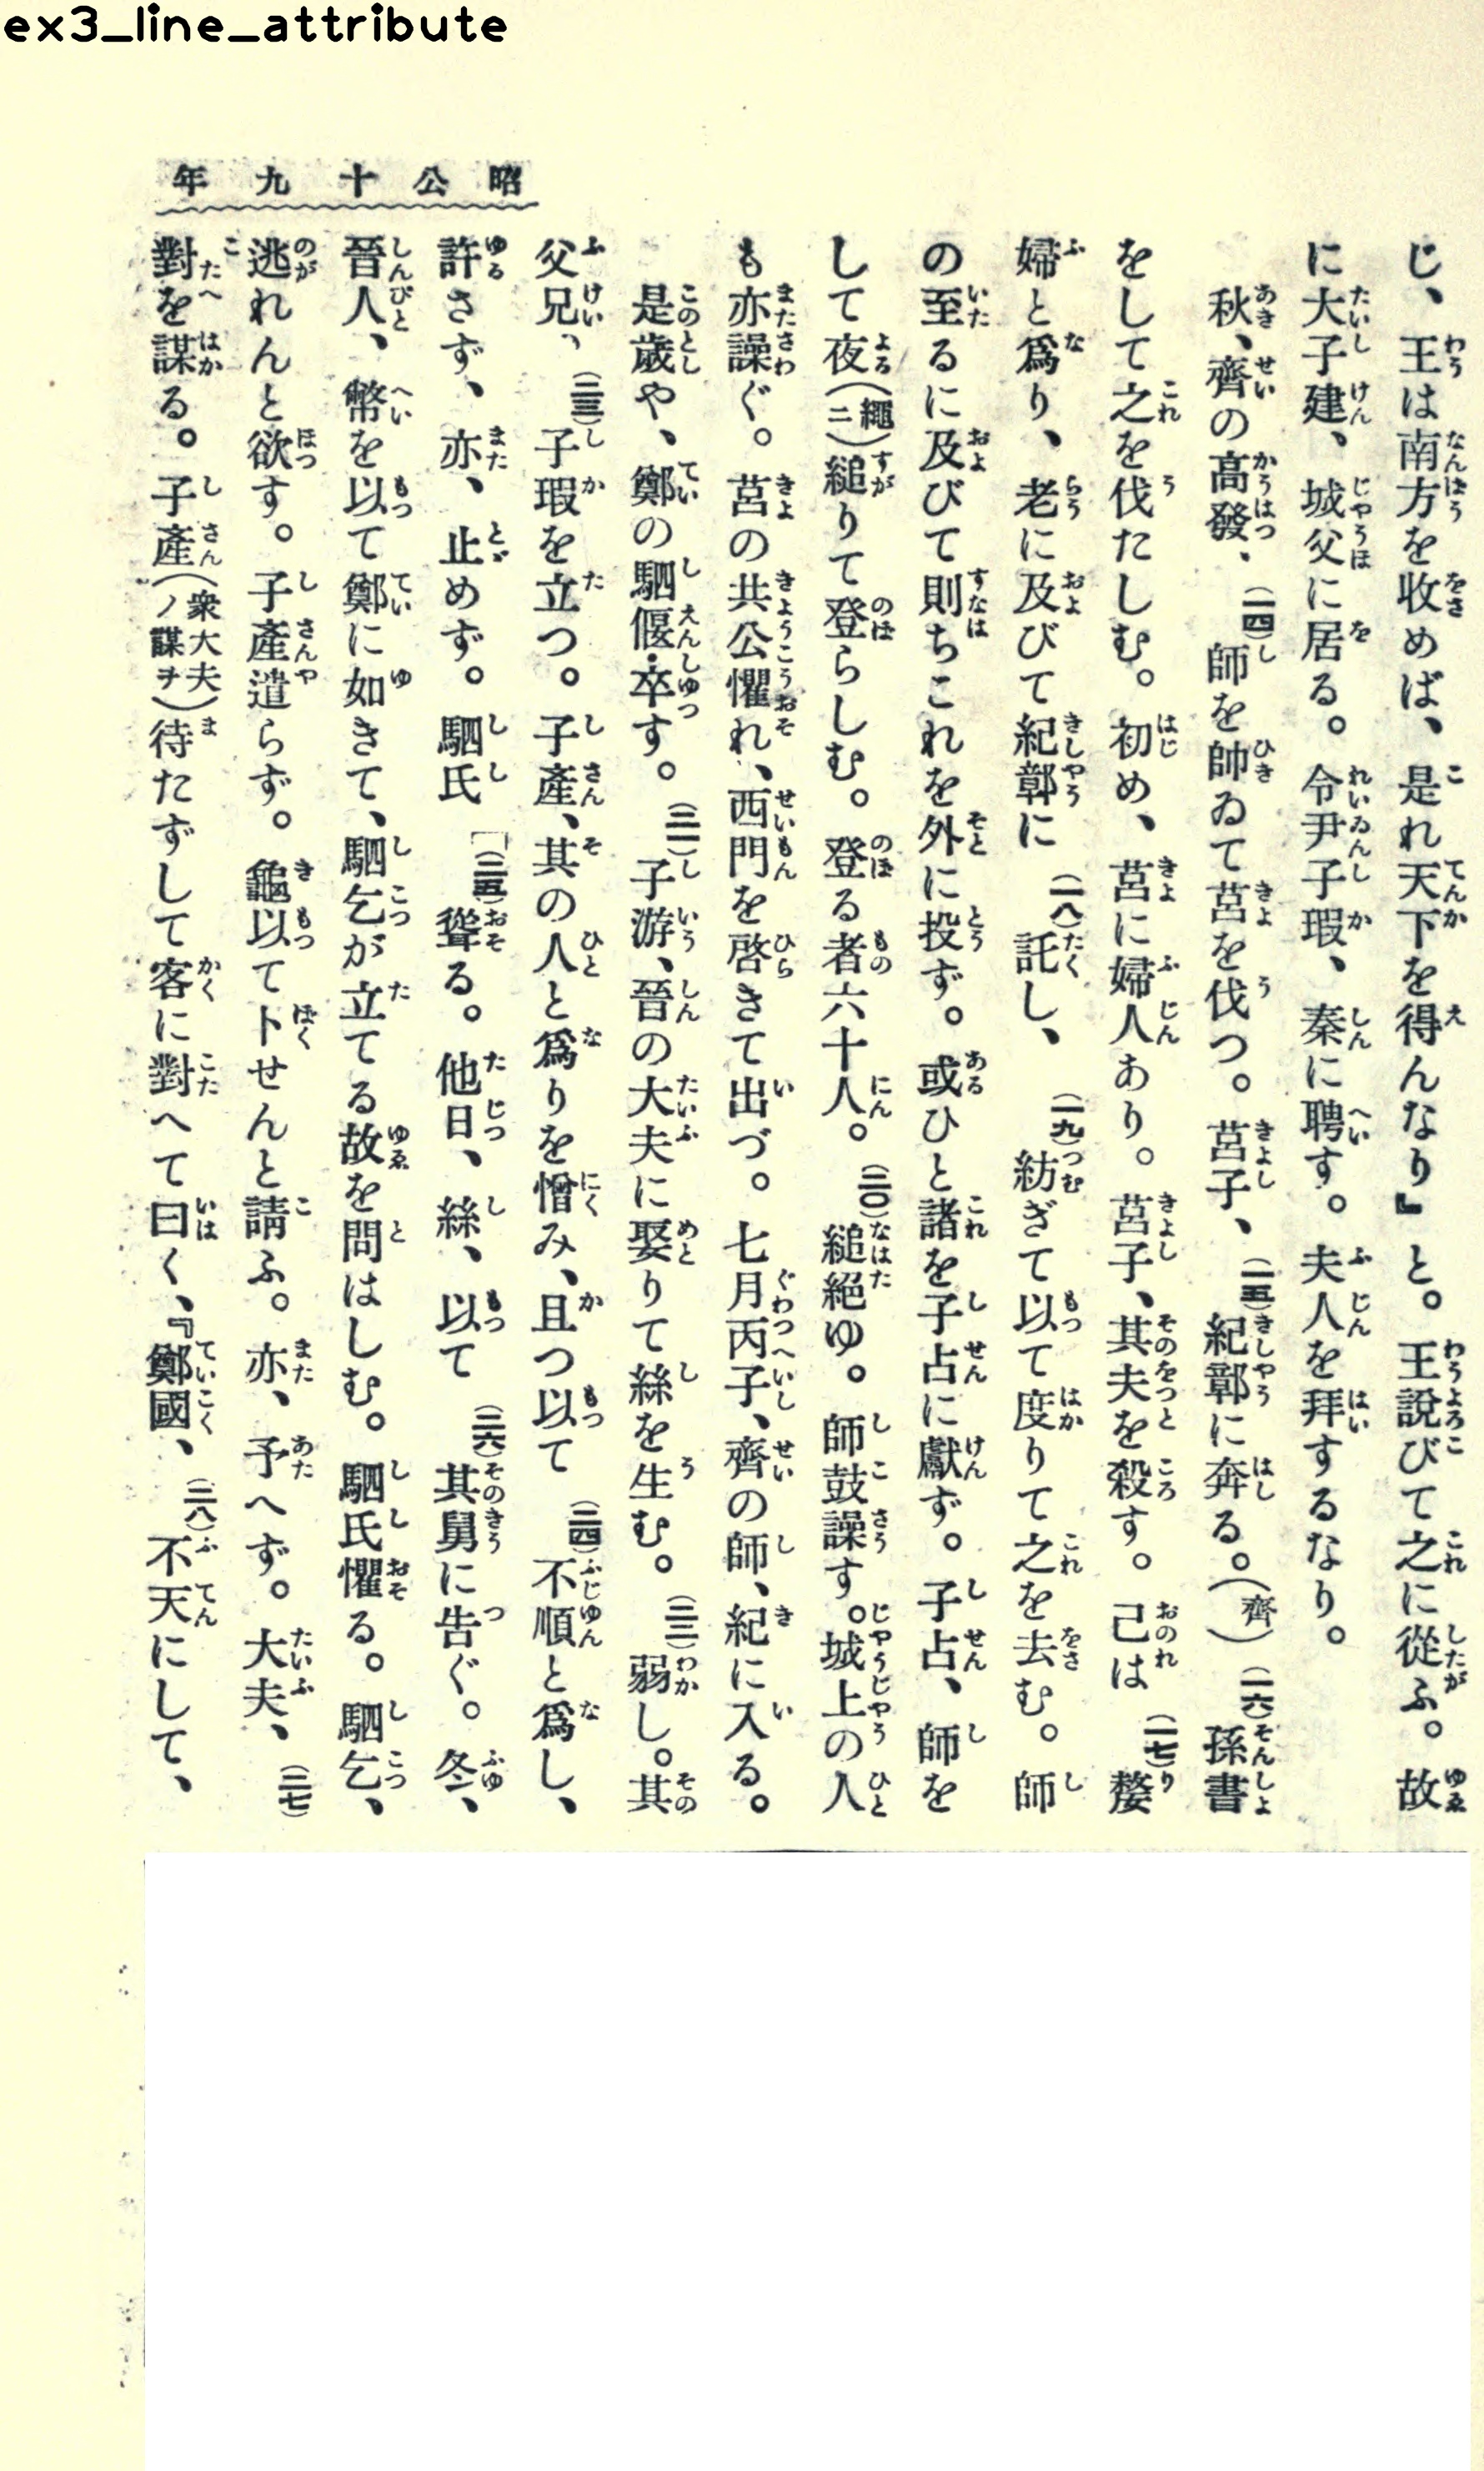 ex3_line_attribute
昭公十九年
じ、王は南方を收めば、是れ天下を得んなり』と。王說びて之に從ふ。故
に大子建、城父に居る。令尹子瑕、秦に聘す。夫人を拜するなり。
秋、齊の高發、(一四)師を帥ゐて莒を伐つ。莒子、(一五)紀鄣に奔る。(齊)(一六)孫書
をして之を伐たしむ。初め、莒に婦人あり。莒子、其夫を殺す。己は(一七)嫠
婦と爲り、老に及びて紀鄣に(一八)託し、(一九)紡ぎて以て度りて之を去む。師
の至るに及びて則ちこれを外に投ず。或ひと諸を子占に獻ず。子占、師を
して夜(繩ニ)縋りて登らしむ。登る者六十人。(二〇)縋絕ゆ。師鼓譟す。城上の人
も亦譟ぐ。莒の共公懼れ、西門を啓きて出づ。七月丙子、齊の師、紀に入る。
是歲や、鄭の駟偃卒す。(二一)子游、晉の大夫に娶りて絲を生む。(二二)弱し。其
父兄、(二三)子瑕を立つ。子產、其の人と爲りを憎み、且つ以て(二四)不順と爲し、
許さず、亦、止めず。駟氏(二五)聳る。他日、絲、以て(二六)其舅に吿ぐ。冬、
晉人、幣を以て鄭に如きて、駟乞が立てる故を問はしむ。駟氏懼る。駟乞、
逃れんと欲す。子產遣らず。龜以て卜せんと請ふ。亦、予へず。大夫、(二七)
對を謀る。子產(衆大夫ノ謀ヲ)待たずして客に對へて曰く、『鄭國、(二八)不天にして、